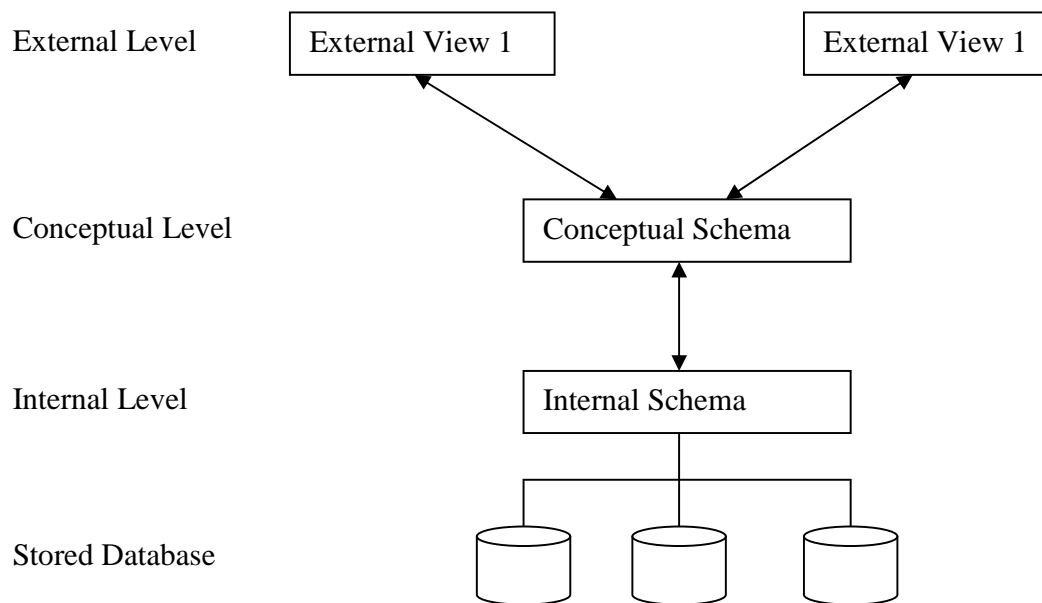 External Level
External View 1
External View 1
Conceptual Level
Conceptual Schema
Internal Level
Internal Schema
Stored Database